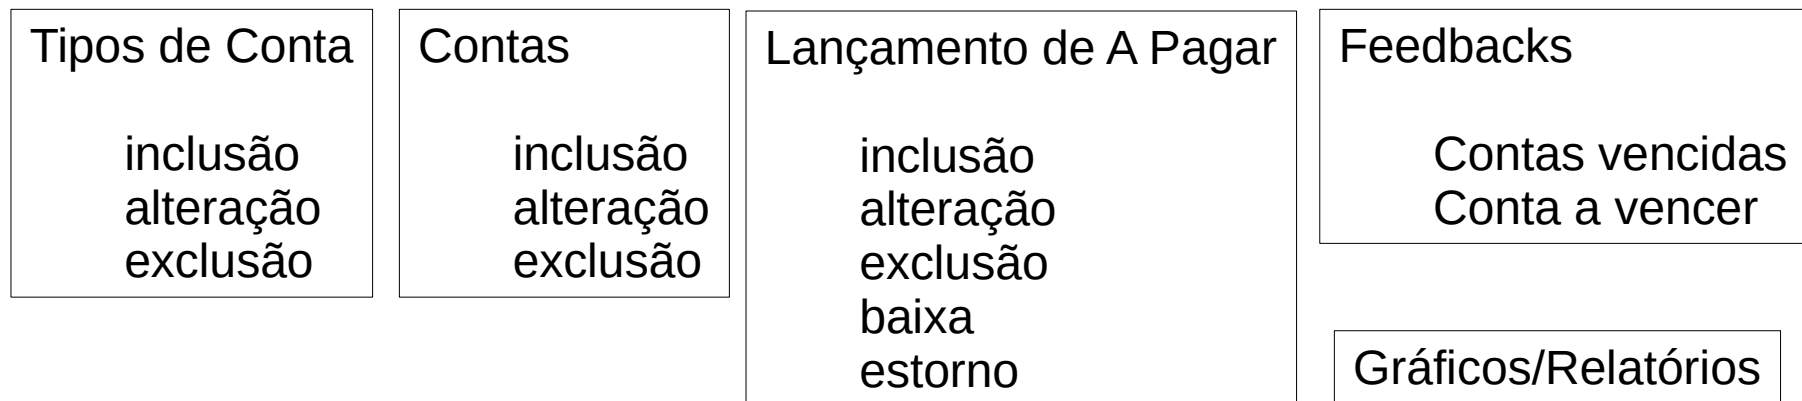 Tipos de Conta
inclusão
alteração
exclusão
Contas
inclusão
alteração
exclusão
Lançamento de A Pagar
inclusão
alteração
exclusão
baixa
estorno
Feedbacks
Contas vencidas
Conta a vencer
Gráficos/Relatórios